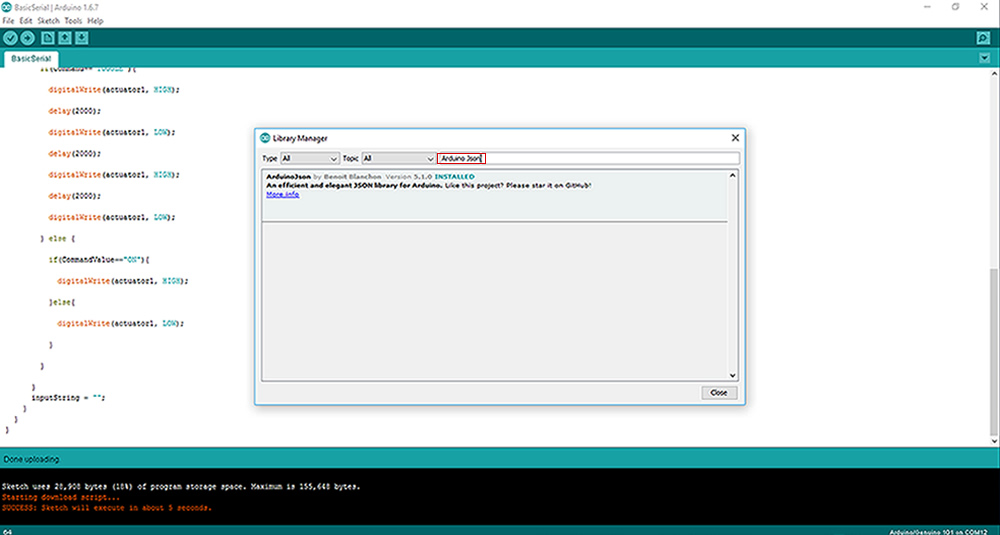 BasicSerial | Arduino 1.6.7
File Edit Sketch Tools Help
BasicSerial
digitalWrite(actuator1, HIGH);
delay(2000);
digitalWrite(actuator1, LOW);
delay(2000);
digitalWrite(actuator1, HIGH);
delay(2000);
digitalWrite(actuator1, LOW);
} else {
if(CommandValue=="ON"){
digitalWrite(actuator1, HIGH);
}else{
digitalWrite(actuator1, LOW);
}
}
}
inputString = "";
}
}
}
Library Manager
Type All Topic All Arduino Json
ArduinoJson by Benoit Blanchon Version 5.1.0 INSTALLED
An efficient and elegant JSON library for Arduino. Like this project? Please star it on GitHub!
More info
Close
Done uploading.
Sketch uses 28,908 bytes (18%) of program storage space. Maximum is 155,648 bytes.
Starting download script...
SUCCESS: Sketch will execute in about 5 seconds.
64
Arduino/Genuino 101 on COM12